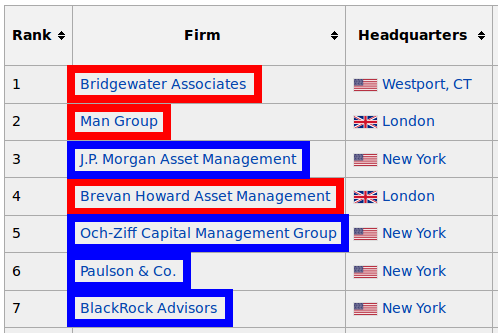 Rank Firm Headquarters
1 Bridgewater Associates Westport, CT
2 Man Group London
3 J.P. Morgan Asset Management New York
4 Brevan Howard Asset Management London
5 Och-Ziff Capital Management Group New York
6 Paulson & Co. New York
7 BlackRock Advisors New York